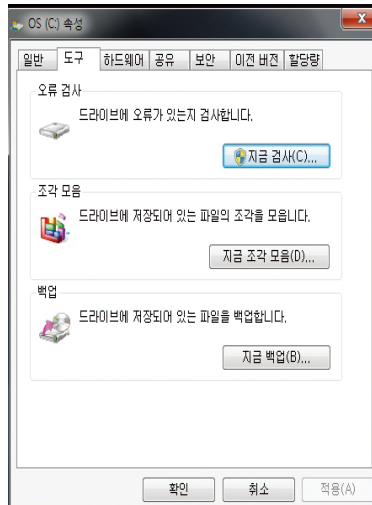 OS (C:) 속성
일반 도구 하드웨어 공유 보안 이전 버전 할당량
오류 검사
드라이브에 오류가 있는지 검사합니다.
지금 검사(C)...
조각 모음
드라이브에 저장되어 있는 파일의 조각을 모읍니다.
지금 조각 모음(D)...
백업
드라이브에 저장되어 있는 파일을 백업합니다.
지금 백업(B)...
확인 취소 적용(A)